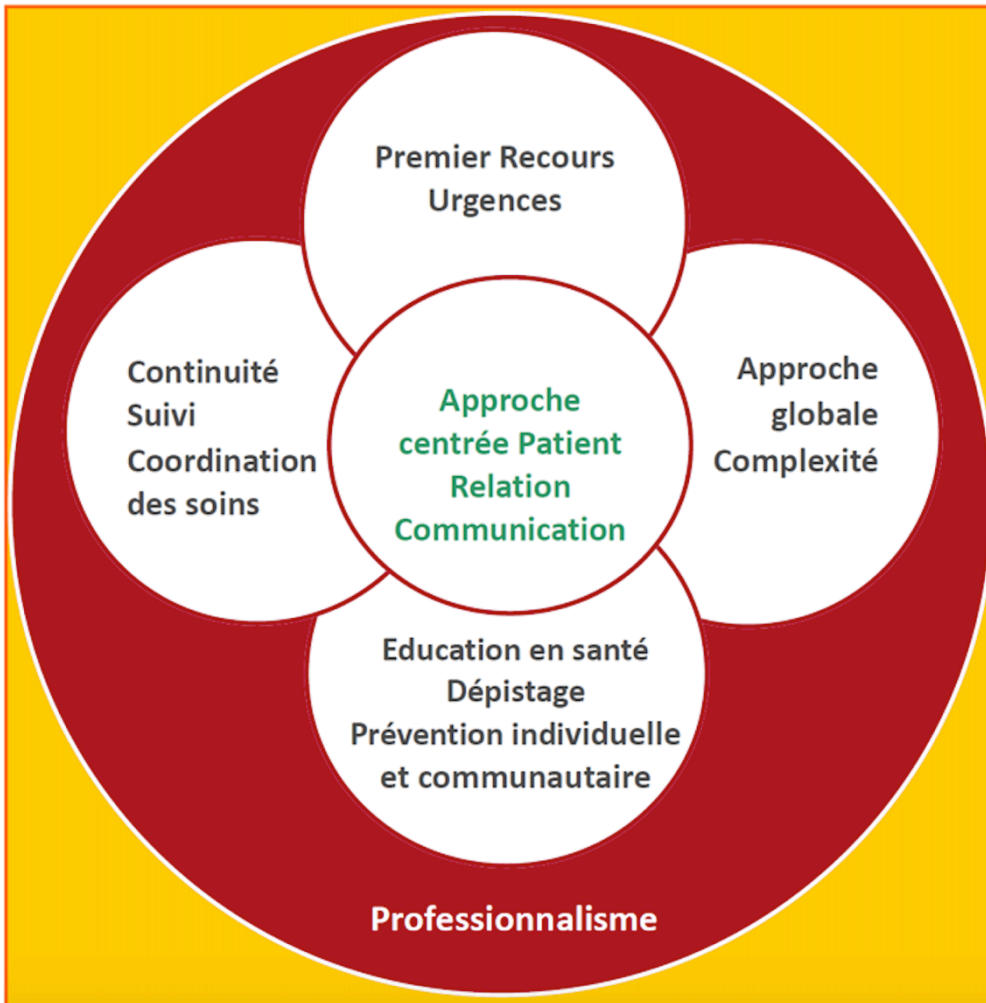 Premier Recours
Urgences
Continuité
Suivi
Coordination
des soins
Approche
centrée Patient
Relation
Communication
Approche
globale
Complexité
Education en santé
Dépistage
Prévention individuelle
et communautaire
Professionnalisme